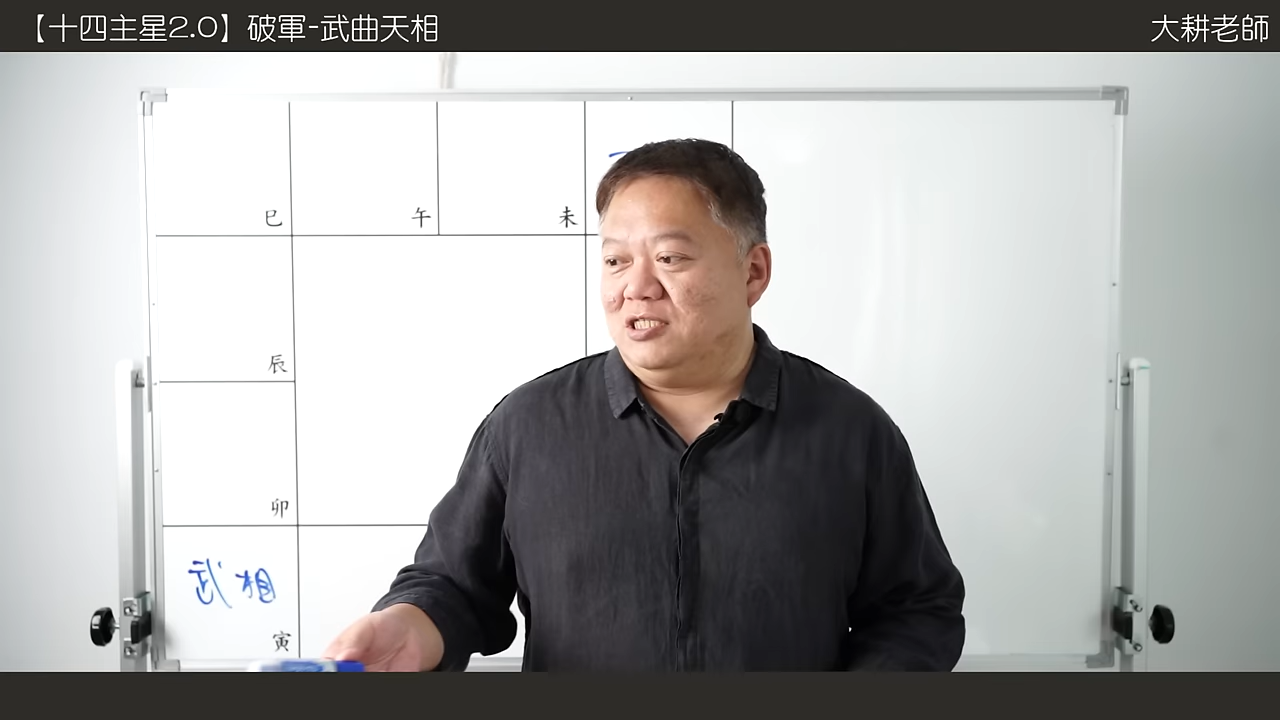 【十四主星2.0】破軍-武曲天相
大耕老師
巳
午
未
辰
卯
相
寅